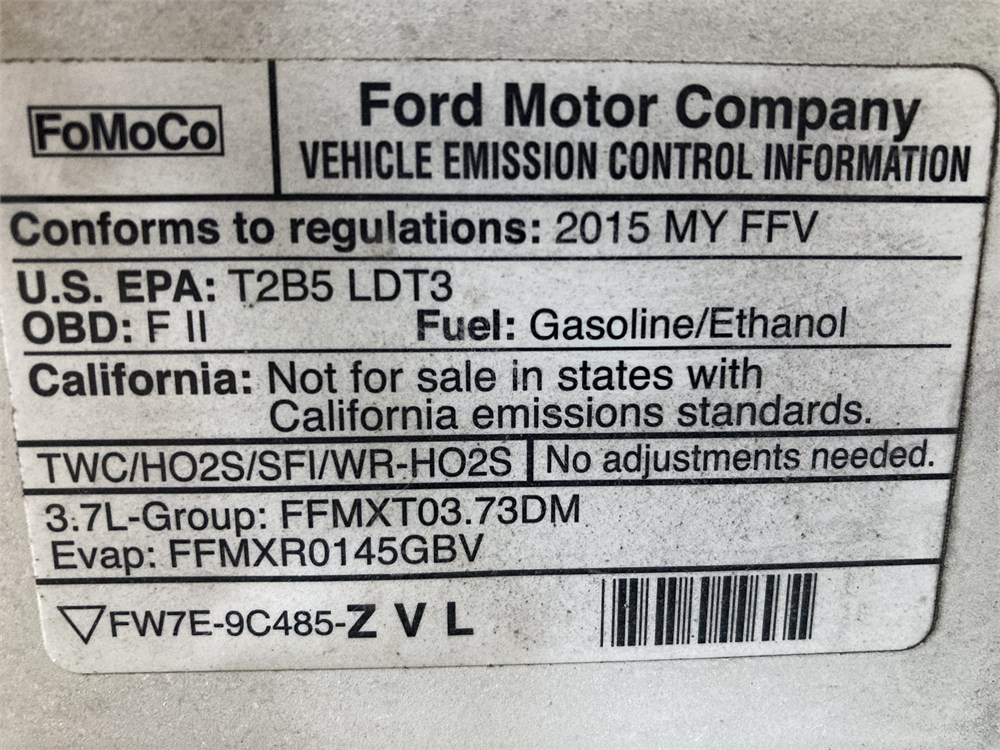 FoMoCo
Ford Motor Company
VEHICLE EMISSION CONTROL INFORMATION
Conforms to regulations: 2015 MY FFV
U.S. EPA: T2B5 LDT3
OBD: F II Fuel: Gasoline/Ethanol
California: Not for sale in states with
California emissions standards.
TWC/HO2S/SFI/WR-HO2S No adjustments needed.
3.7L-Group: FFMXT03.73DM
Evap: FFMXR0145GBV
▽FW7E-9C485-Z V L